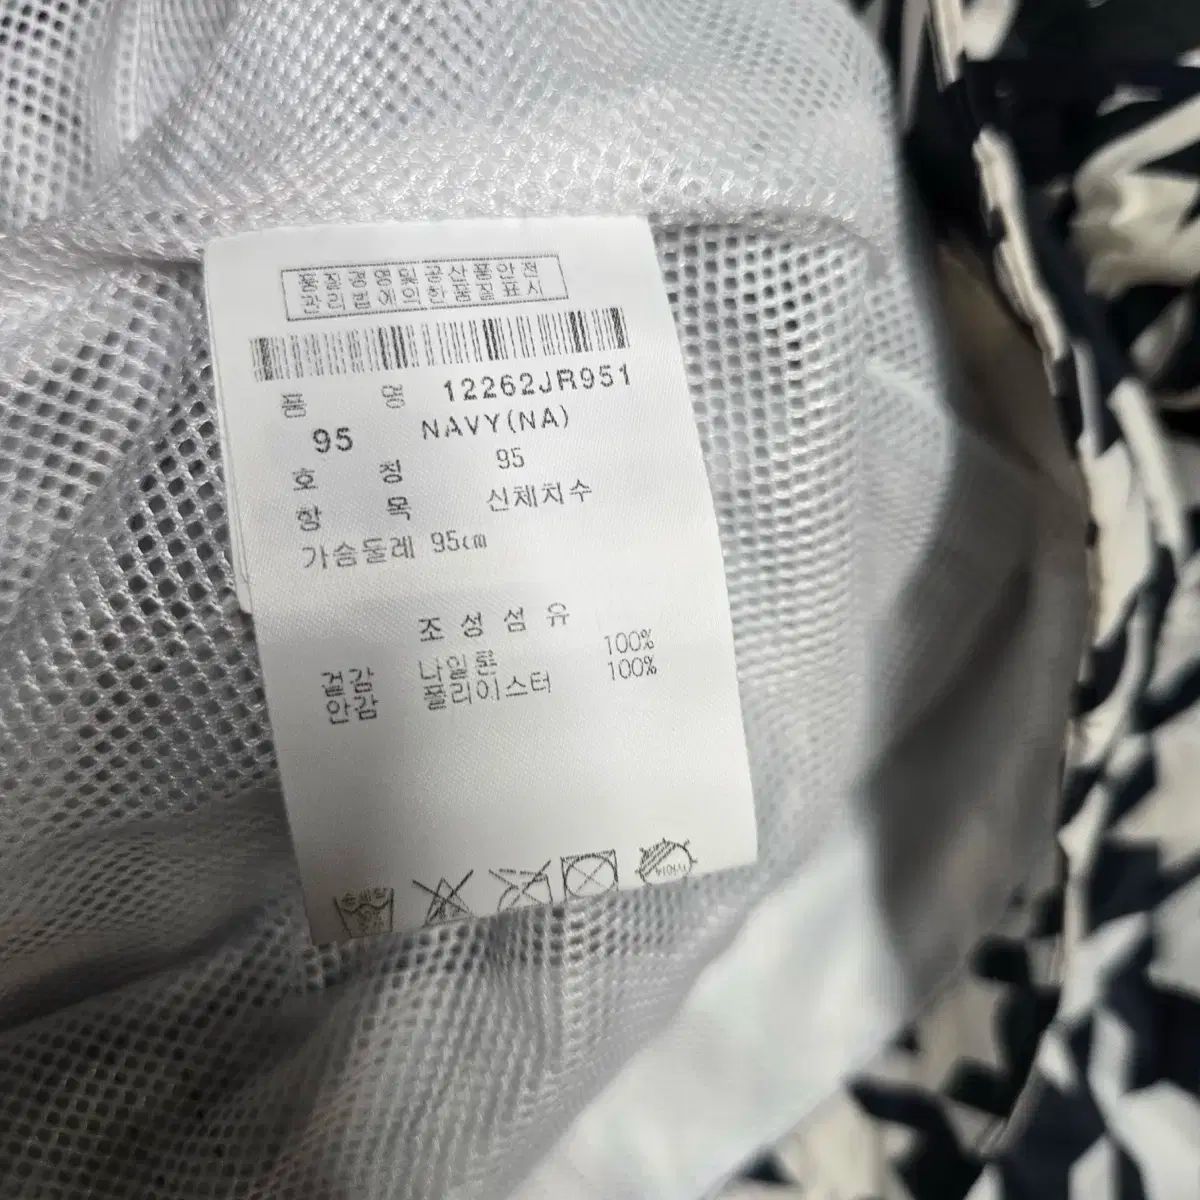 품질경영및공산품안전
관리법에의한품질표시
품 명 12262JR951
95 NAVY(NA)
호 칭 95
항 목 신체치수
가슴둘레 95cm
조 성 섬 유
겉감 나일론 100%
안감 폴리이스터 100%